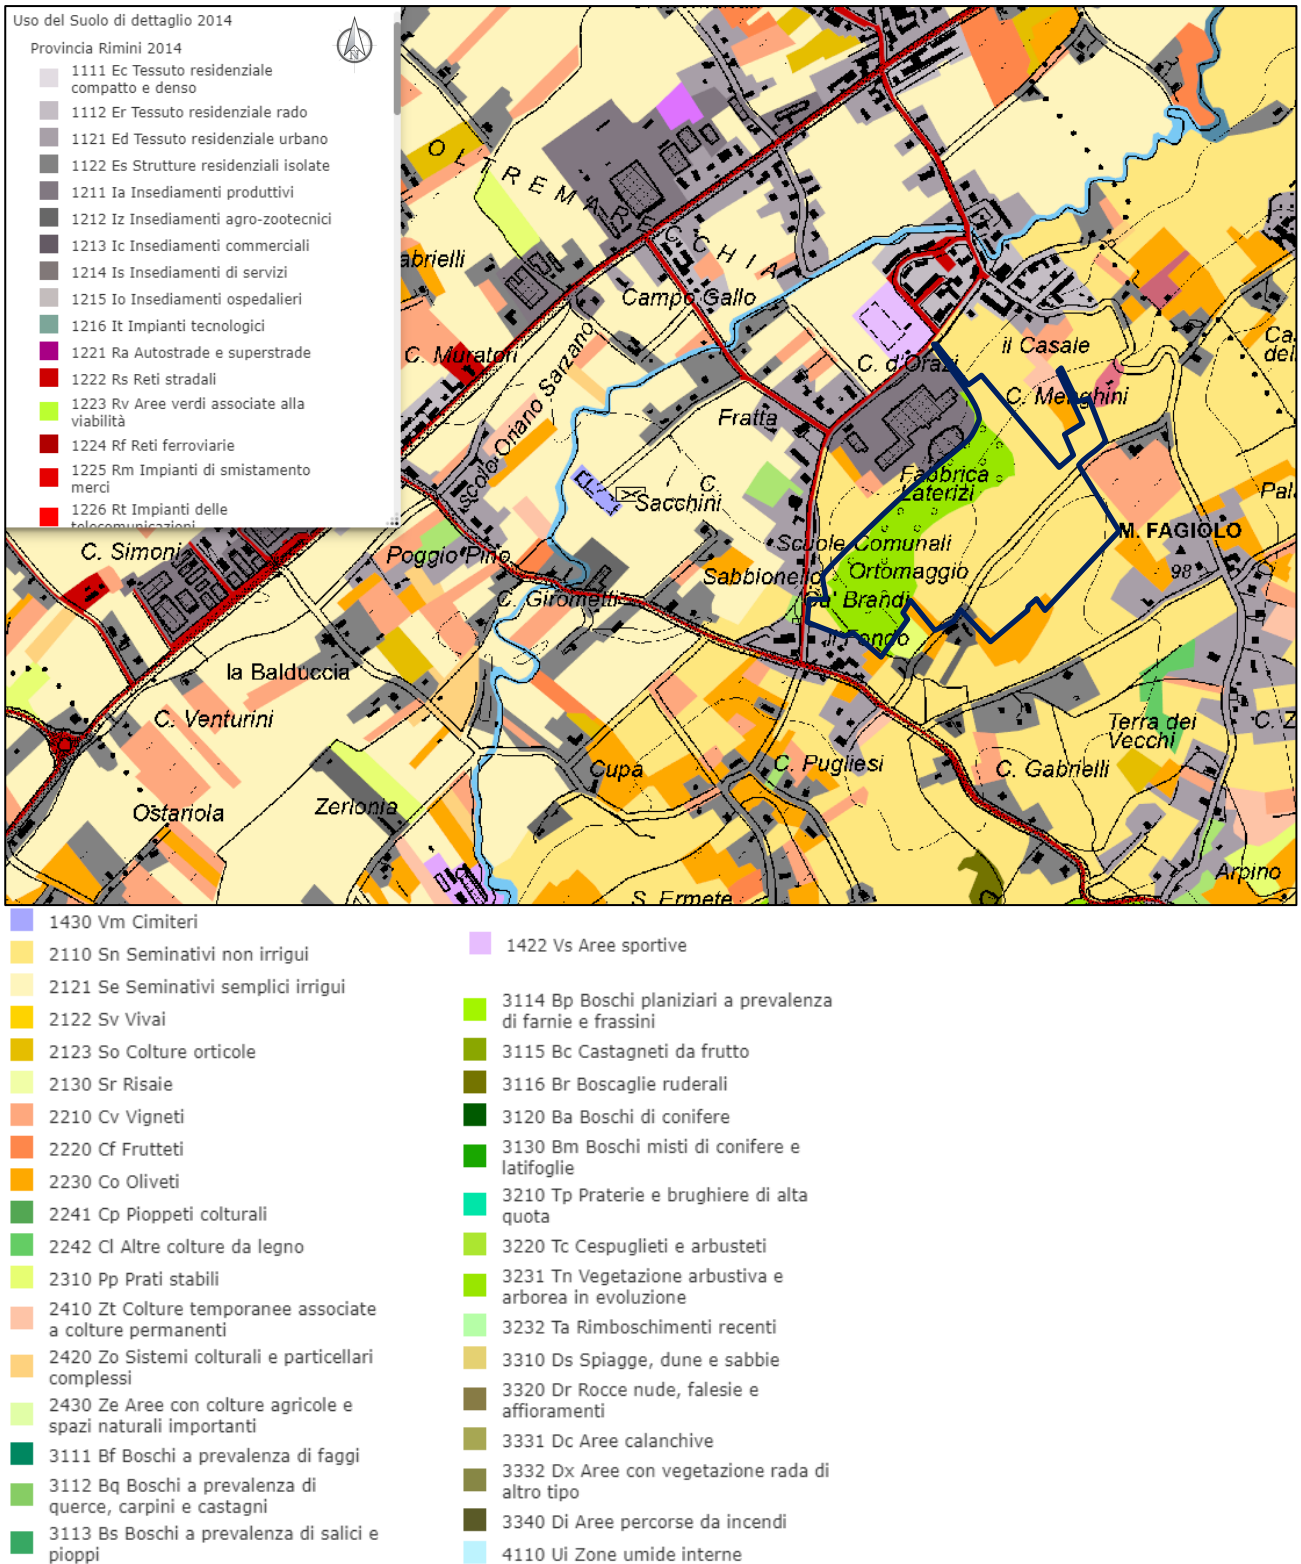 Uso del Suolo di dettaglio 2014
Provincia Rimini 2014
1111 Ec Tessuto residenziale
compatto e denso
1112 Er Tessuto residenziale rado
1121 Ed Tessuto residenziale urbano
1122 Es Strutture residenziali isolate
1211 Ia Insediamenti produttivi
1212 Iz Insediamenti agro-zootecnici
1213 Ic Insediamenti commerciali
1214 Is Insediamenti di servizi
1215 Io Insediamenti ospedalieri
1216 It Impianti tecnologici
1221 Ra Autostrade e superstrade
1222 Rs Reti stradali
1223 Rv Aree verdi associate alla
viabilità
1224 Rf Reti ferroviarie
1225 Rm Impianti di smistamento
merci
1226 Rt Impianti delle
telecomunicazioni
N
OLTREMARECCHIA
abrielli
Campo Gallo
C. Muratori
Scolo Oriano Sarzano
C. d'Orazi
il Casale
Ca
del
C. Menghini
Fratta
Fabbrica
Laterizi
C.
Sacchini
Pal
M. FAGIOLO
98
C. Simoni
Poggio Pino
Scuole Comunali
Sabbionello
Ortomaggio
Ca' Brandi
C. Girometti
il Fondo
la Balduccia
C. Venturini
Terra dei
Vecchi
C. Z
Cupa
C. Pugliesi
C. Gabrielli
Ostariola
Zerlonia
Arpino
S. Ermete
1430 Vm Cimiteri
2110 Sn Seminativi non irrigui
2121 Se Seminativi semplici irrigui
2122 Sv Vivai
2123 So Colture orticole
2130 Sr Risaie
2210 Cv Vigneti
2220 Cf Frutteti
2230 Co Oliveti
2241 Cp Pioppeti colturali
2242 Cl Altre colture da legno
2310 Pp Prati stabili
2410 Zt Colture temporanee associate
a colture permanenti
2420 Zo Sistemi colturali e particellari
complessi
2430 Ze Aree con colture agricole e
spazi naturali importanti
3111 Bf Boschi a prevalenza di faggi
3112 Bq Boschi a prevalenza di
querce, carpini e castagni
3113 Bs Boschi a prevalenza di salici e
pioppi
1422 Vs Aree sportive
3114 Bp Boschi planiziari a prevalenza
di farnie e frassini
3115 Bc Castagneti da frutto
3116 Br Boscaglie ruderali
3120 Ba Boschi di conifere
3130 Bm Boschi misti di conifere e
latifoglie
3210 Tp Praterie e brughiere di alta
quota
3220 Tc Cespuglieti e arbusteti
3231 Tn Vegetazione arbustiva e
arborea in evoluzione
3232 Ta Rimboschimenti recenti
3310 Ds Spiagge, dune e sabbie
3320 Dr Rocce nude, falesie e
affioramenti
3331 Dc Aree calanchive
3332 Dx Aree con vegetazione rada di
altro tipo
3340 Di Aree percorse da incendi
4110 Ui Zone umide interne